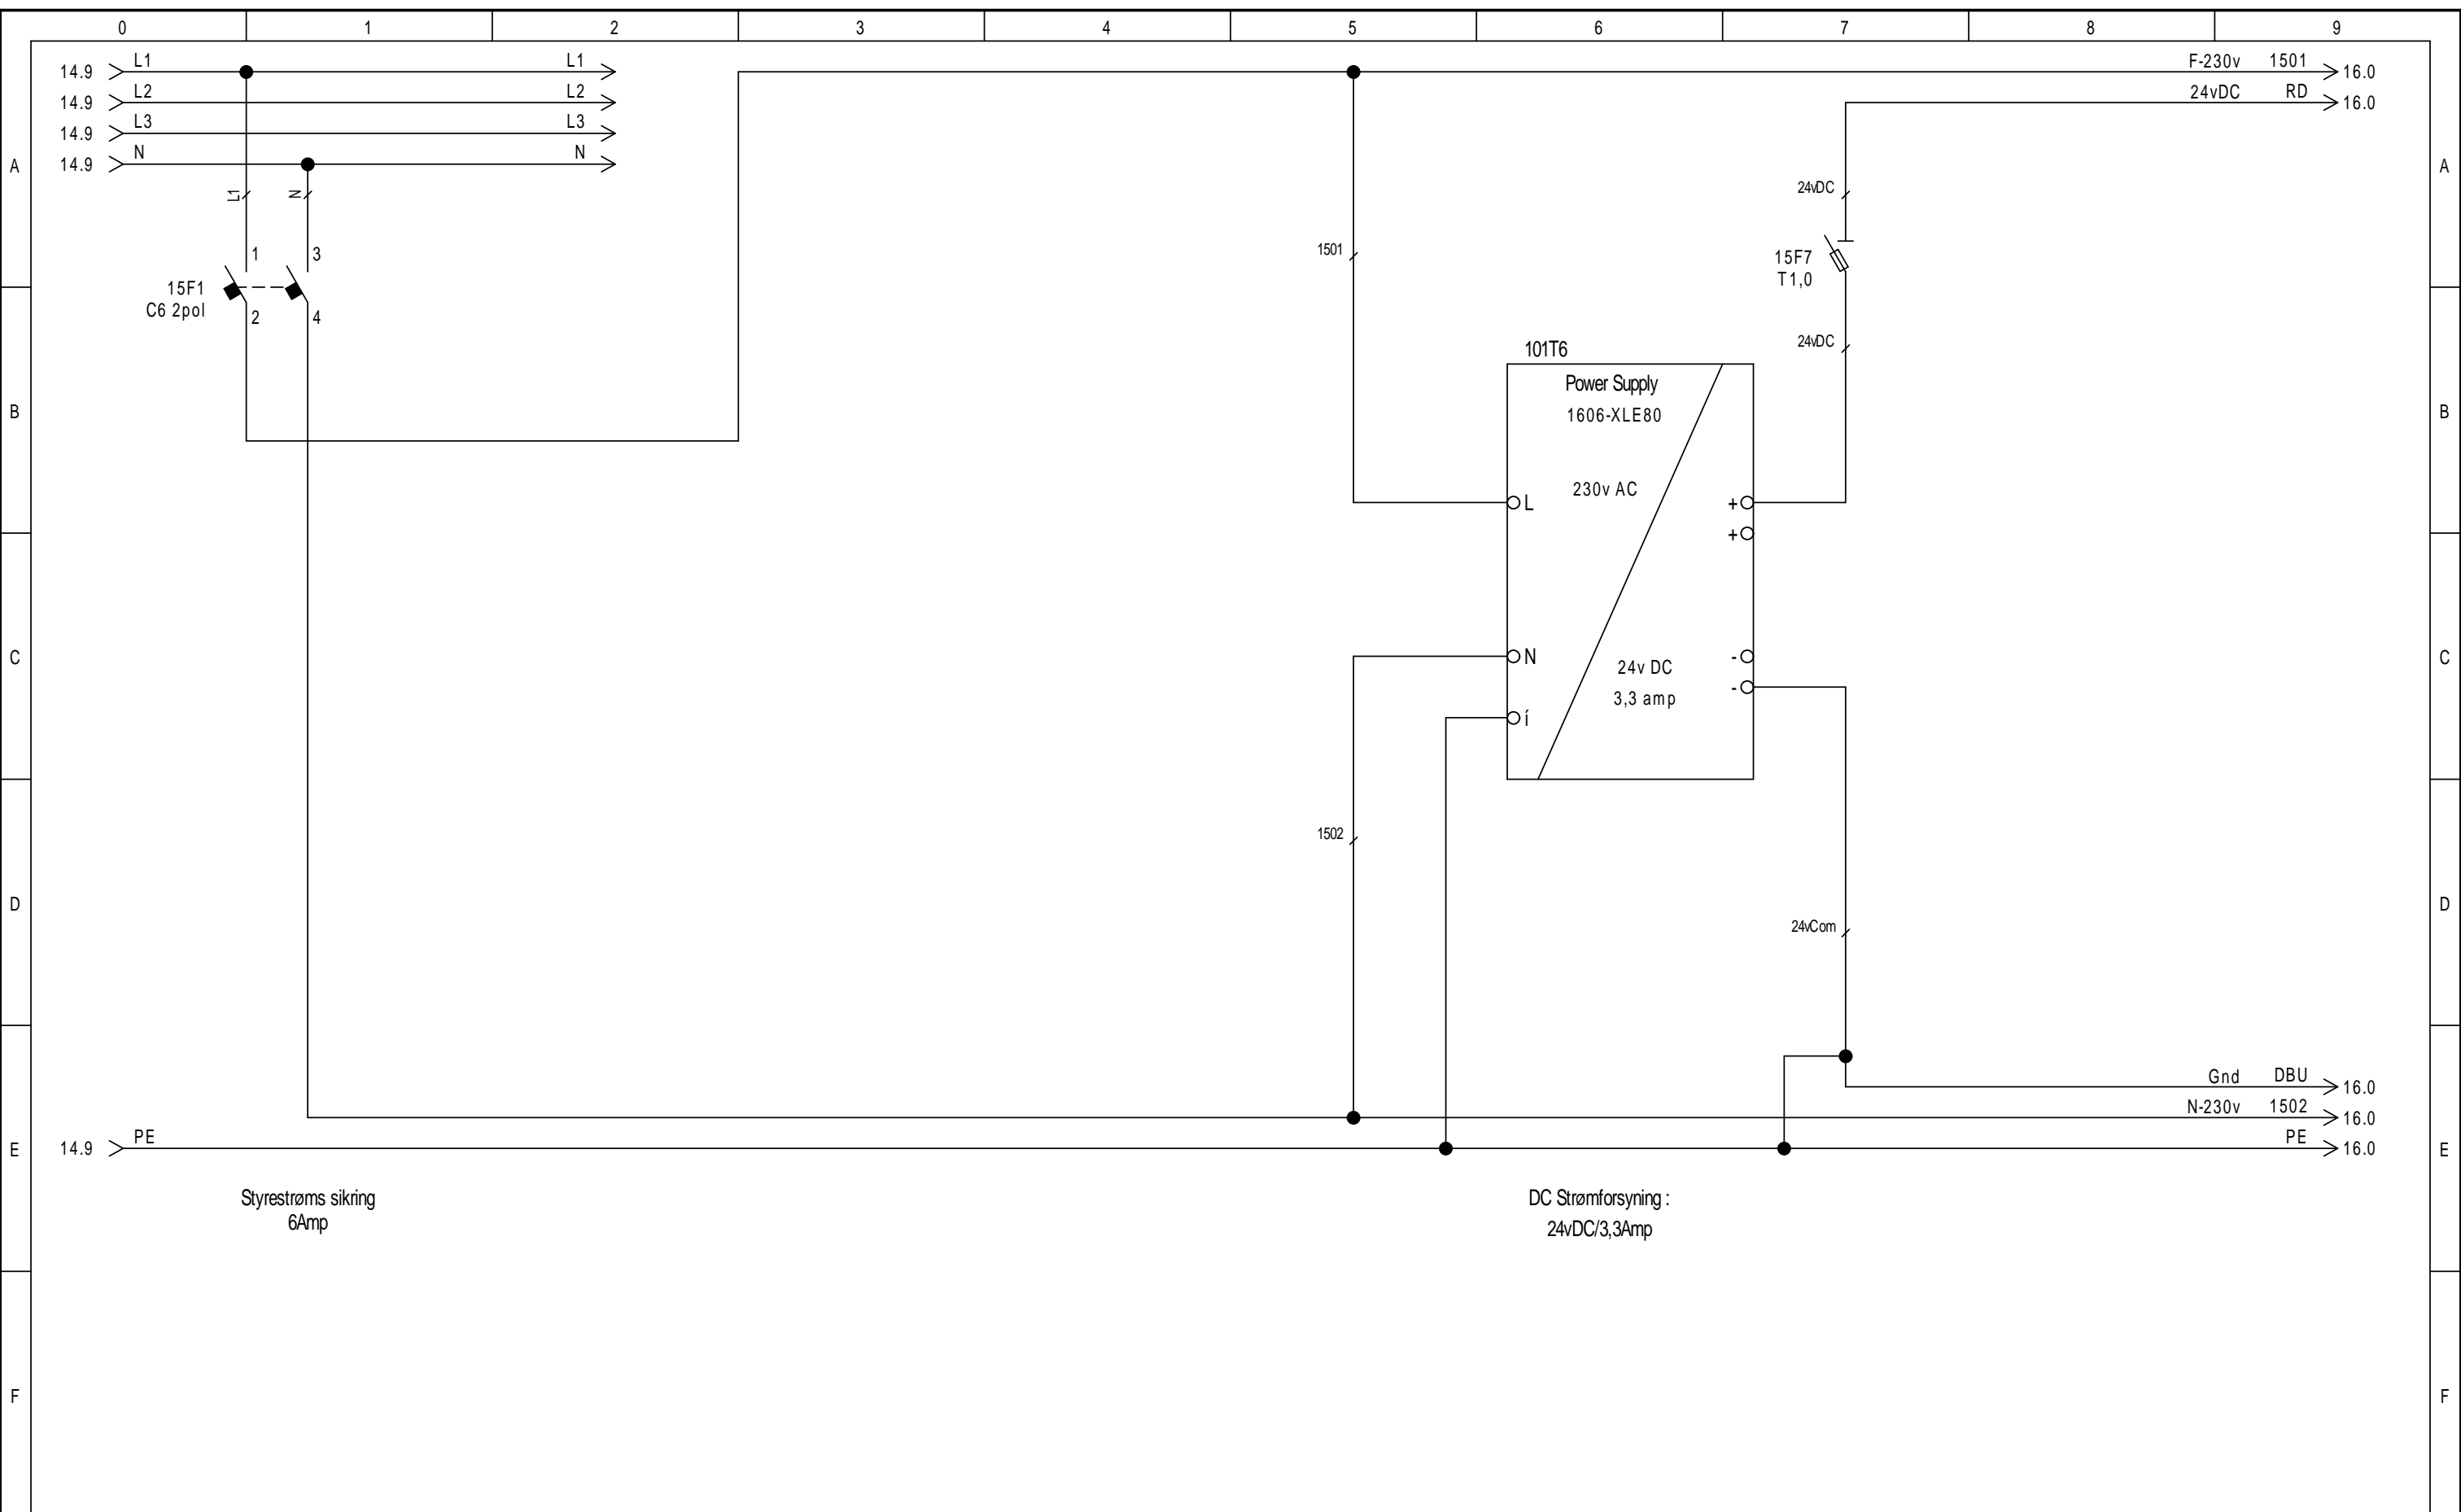 0 1 2 3 4 5 6 7 8 9
14.9 L1 L1 F-230v 1501 16.0
14.9 L2 L2 24vDC RD 16.0
14.9 L3 L3
14.9 N N
A A
L1 N 24vDC
1 3 1501 15F7
T1,0
15F1
C6 2pol
2 4
24vDC
101T6
Power Supply
1606-XLE80
B B
230v AC
L +
+
N -
C C
24v DC
-
3,3 amp
í
1502
D D
24vCom
Gnd DBU 16.0
N-230v 1502 16.0
E 14.9 PE PE 16.0 E
Styrestrøms sikring
6Amp
DC Strømforsyning :
24vDC/3,3Amp
F F